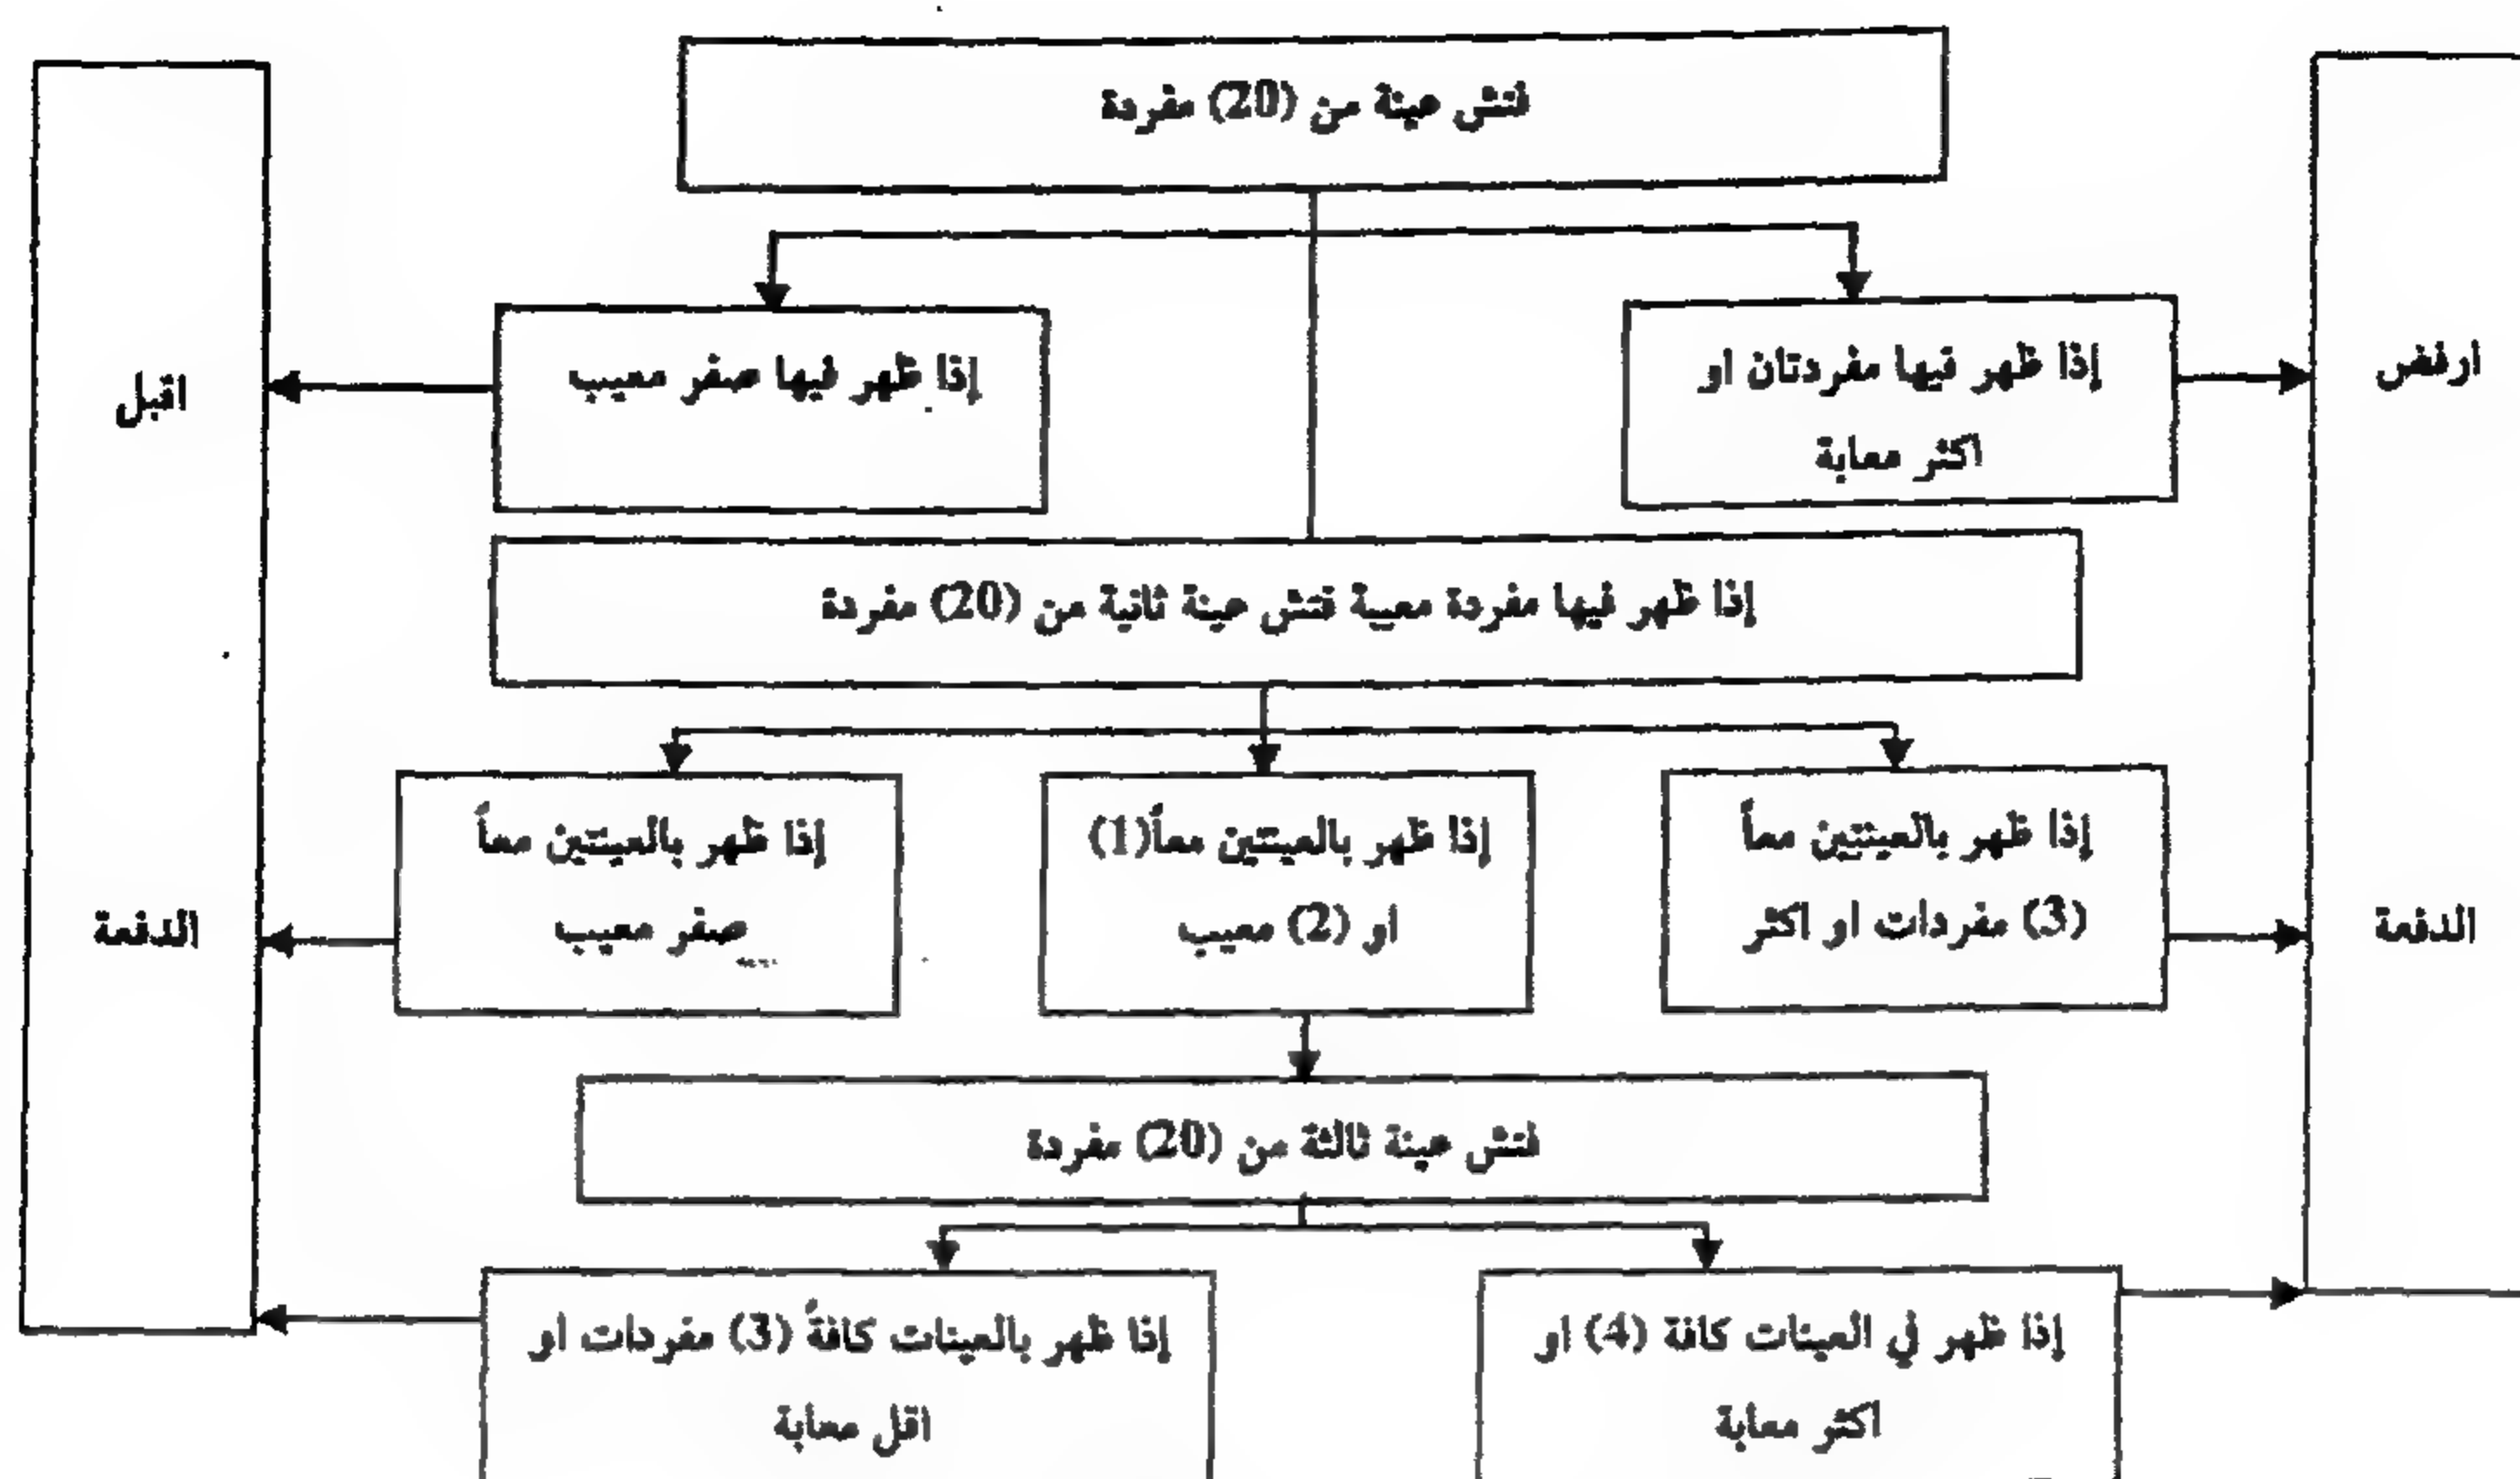 فتش عينة من (20) مفردة
إذا ظهر فيها مفردتان او
اكثر معابة
إذا ظهر فيها صفر معيب
ارفض
اقبل
إذا ظهر فيها مفردة معيبة فتش عينة ثانية من (20) مفردة
إذا ظهر بالعينتين معاً
(3) مفردات او اكثر
إذا ظهر بالعينتين معاً(1)
او (2) معيب
إذا ظهر بالعينتين معاً
صفر معيب
الدفعة
الدفعة
فتش عينة ثالثة من (20) مفردة
إذا ظهر في العينات كافة (4) او
اكثر معابة
إذا ظهر بالعينات كافةً (3) مفردات او
اقل معابة